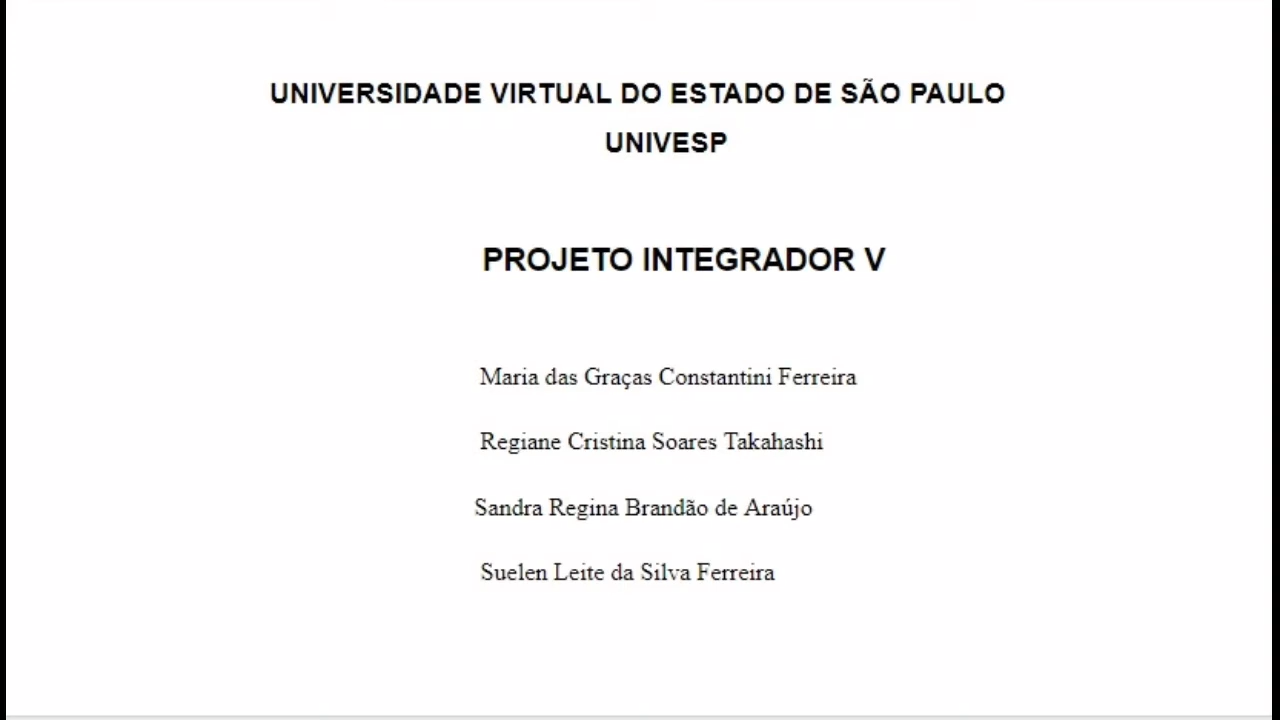 UNIVERSIDADE VIRTUAL DO ESTADO DE SÃO PAULO
UNIVESP
PROJETO INTEGRADOR V
Maria das Graças Constantini Ferreira
Regiane Cristina Soares Takahashi
Sandra Regina Brandão de Araújo
Suelen Leite da Silva Ferreira